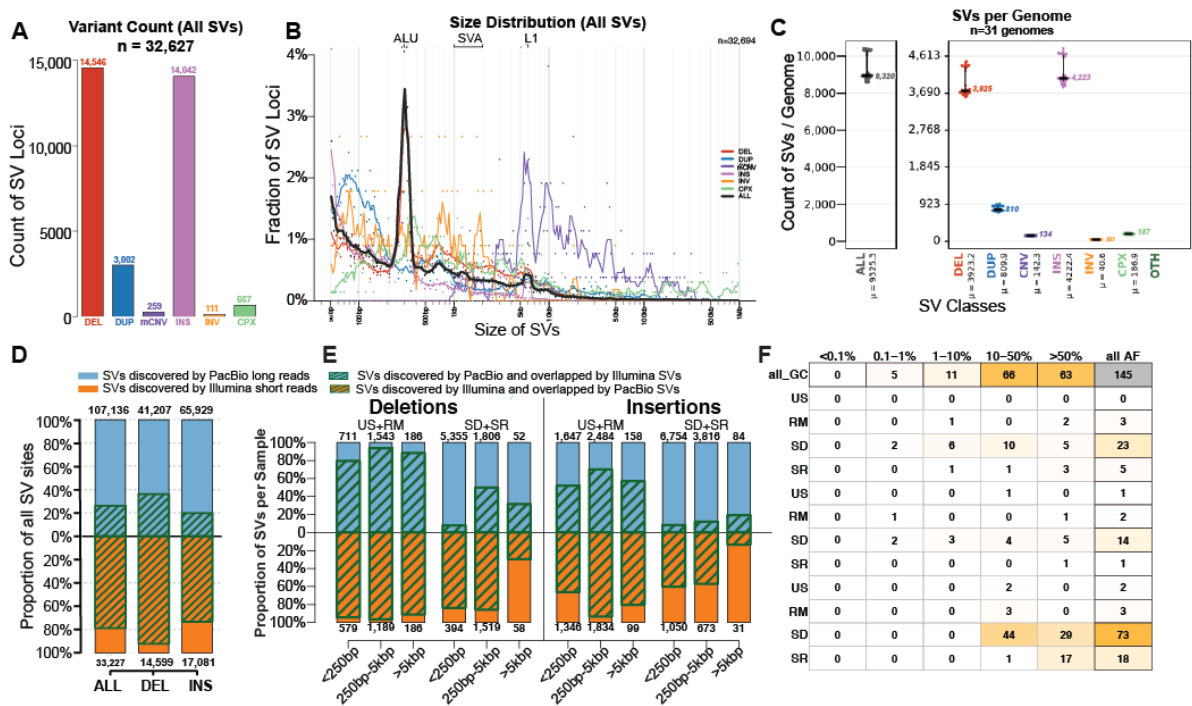 A
Variant Count (All SVs)
n = 32,627
Count of SV Loci
15,000
10,000
5000
0
14,546
3,002
259
14,042
111
667
DEL
DUP
mCNV
INS
INV
CPX
B
Size Distribution (All SVs)
n=32,694
ALU
SVA
L1
Fraction of SV Loci
4%
3%
2%
1%
0%
DEL
DUP
mCNV
INS
INV
CPX
ALL
100bp
500bp
1kb
5kb
10kb
100kb
500kb
1Mb
Size of SVs
C
SVs per Genome
n=31 genomes
Count of SVs / Genome
10,000
8,000
6,000
4,000
2,000
0
9,320
4,613
3,690
2,768
1,845
923
0
3,925
810
134
4,223
40
187
ALL
μ = 9325.3
DEL
μ = 3923.2
DUP
μ = 809.9
CNV
μ = 142.3
INS
μ = 4222.4
INV
μ = 40.6
CPX
μ = 186.9
OTH
SV Classes
D
SVs discovered by PacBio long reads
SVs discovered by Illumina short reads
Proportion of all SV sites
107,136
41,207
65,929
100%
80%
60%
40%
20%
0
20%
40%
60%
80%
100%
33,227
14,599
17,081
ALL
DEL
INS
E
SVs discovered by PacBio and overlapped by Illumina SVs
SVs discovered by Illumina and overlapped by PacBio SVs
Deletions
Insertions
US+RM
SD+SR
US+RM
SD+SR
711
1,543
186
5,355
1,806
52
1,647
2,484
158
6,754
3,816
84
Proportion of SVs per Sample
100%
80%
60%
40%
20%
0
20%
40%
60%
80%
100%
579
1,189
186
394
1,519
58
1,346
1,834
99
1,050
673
31
<250bp
250bp-5kbp
>5kbp
<250bp
250bp-5kbp
>5kbp
<250bp
250bp-5kbp
>5kbp
<250bp
250bp-5kbp
>5kbp
F
<0.1% 0.1–1% 1–10% 10–50% >50% all AF
all_GC 0 5 11 66 63 145
US 0 0 0 0 0 0
RM 0 0 1 0 2 3
SD 0 2 6 10 5 23
SR 0 0 1 1 3 5
US 0 0 0 1 0 1
RM 0 1 0 0 1 2
SD 0 2 3 4 5 14
SR 0 0 0 0 1 1
US 0 0 0 2 0 2
RM 0 0 0 3 0 3
SD 0 0 0 44 29 73
SR 0 0 0 1 17 18